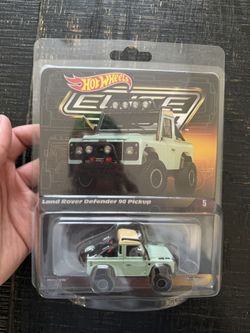 Hot Wheels
ELITE
Land Rover Defender 90 Pickup
5